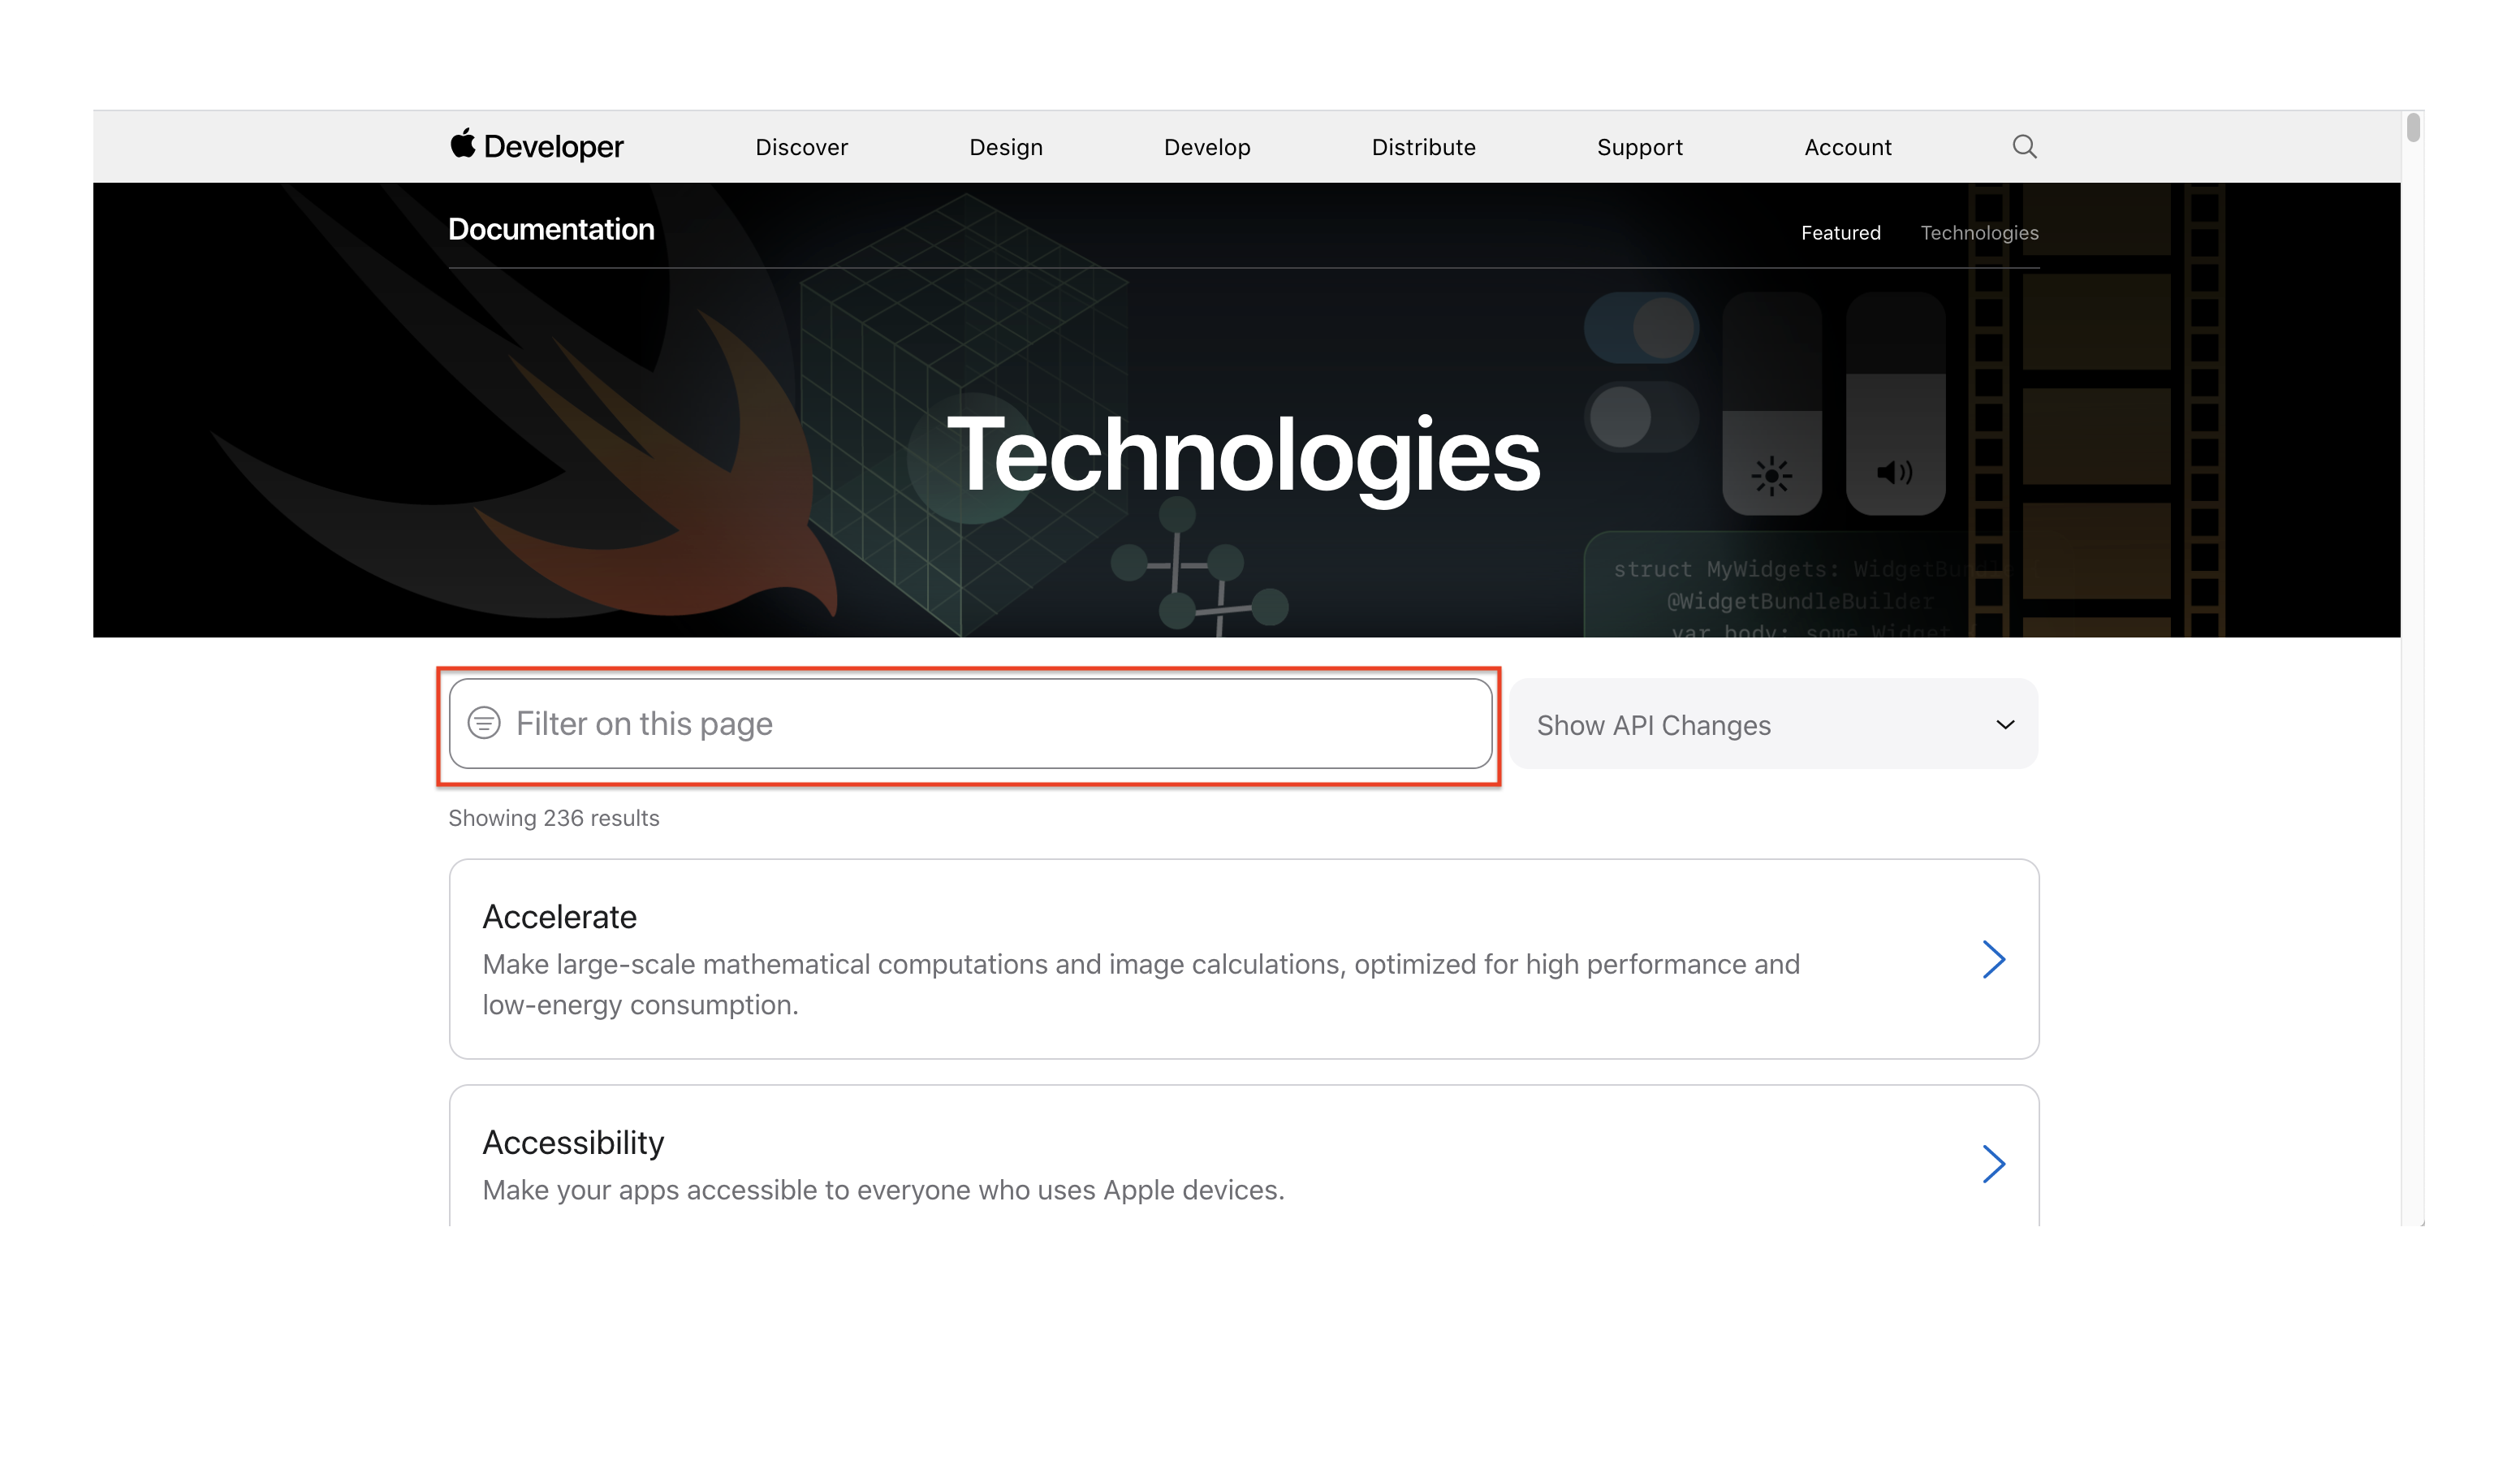 Developer
Discover
Design
Develop
Distribute
Support
Account
Documentation
Featured
Technologies
Technologies
struct MyWidgets: WidgetBundle
@WidgetBundleBuilder
var body: some Widget
Filter on this page
Show API Changes
Showing 236 results
Accelerate
Make large-scale mathematical computations and image calculations, optimized for high performance and
low-energy consumption.
Accessibility
Make your apps accessible to everyone who uses Apple devices.